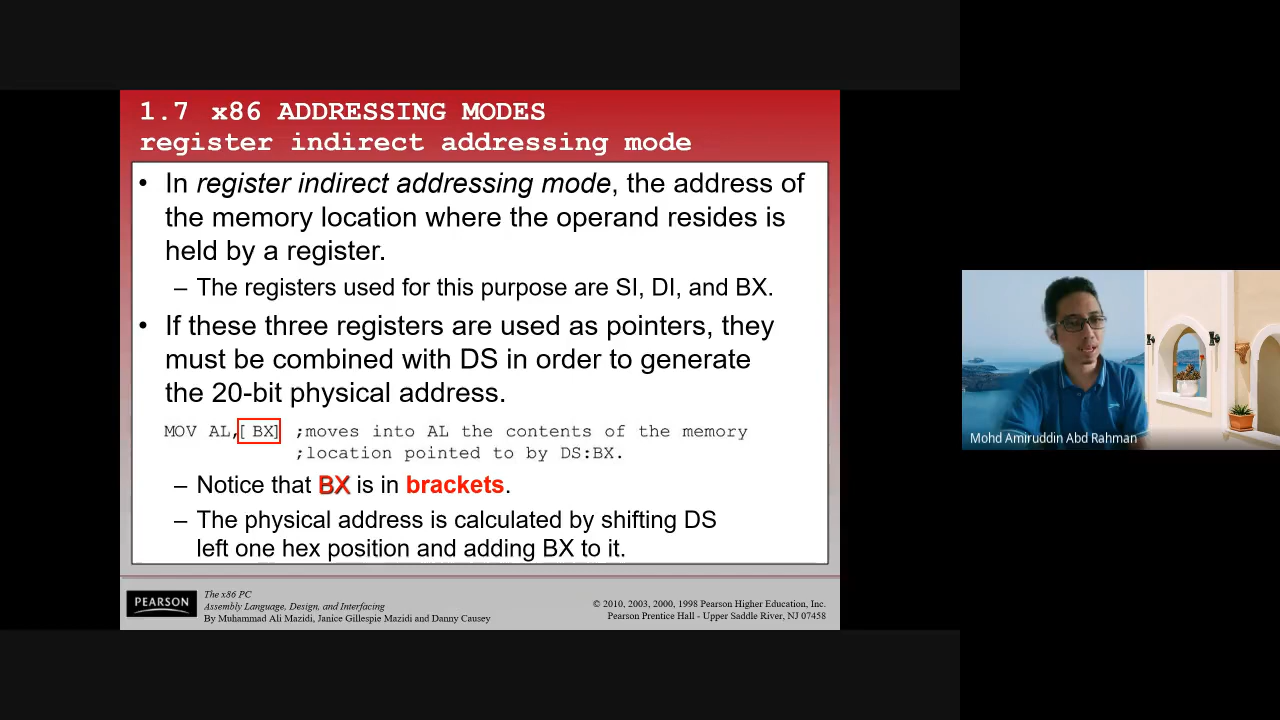 1.7 x86 ADDRESSING MODES
register indirect addressing mode
• In register indirect addressing mode, the address of
the memory location where the operand resides is
held by a register.
– The registers used for this purpose are SI, DI, and BX.
• If these three registers are used as pointers, they
must be combined with DS in order to generate
the 20-bit physical address.
MOV AL,[ BX] ;moves into AL the contents of the memory
;location pointed to by DS:BX.
– Notice that BX is in brackets.
– The physical address is calculated by shifting DS
left one hex position and adding BX to it.
PEARSON
The x86 PC
Assembly Language, Design, and Interfacing
By Muhammad Ali Mazidi, Janice Gillespie Mazidi and Danny Causey
© 2010, 2003, 2000, 1998 Pearson Higher Education, Inc.
Pearson Prentice Hall - Upper Saddle River, NJ 07458
Mohd Amiruddin Abd Rahman